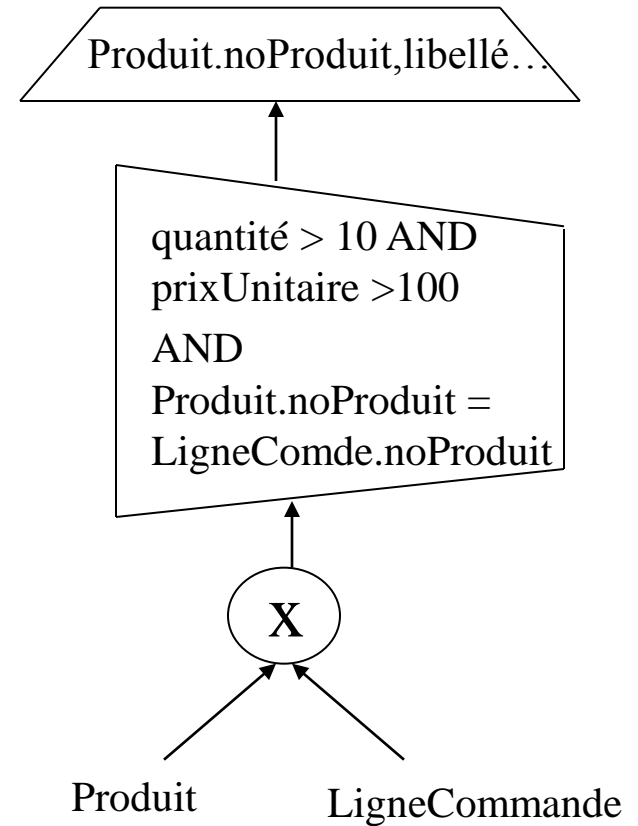 Produit.noProduit,libellé…
quantité > 10 AND
prixUnitaire >100
AND
Produit.noProduit =
LigneComde.noProduit
X
Produit
LigneCommande